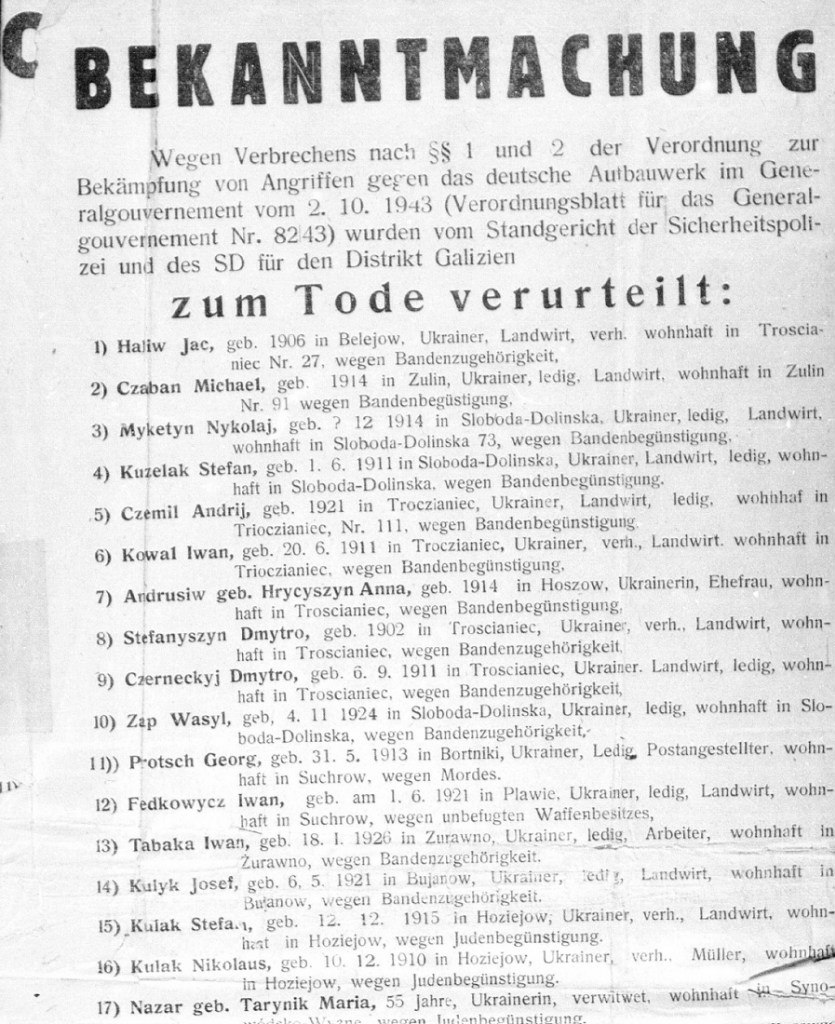 C
BEKANNTMACHUNG
Wegen Verbrechens nach §§ 1 und 2 der Verordnung zur
Bekämpfung von Angriffen gegen das deutsche Aufbauwerk im Gene-
ralgouvernement vom 2. 10. 1943 (Verordnungsblatt für das General-
gouvernement Nr. 82 43) wurden vom Standgericht der Sicherheitspoli-
zei und des SD für den Distrikt Galizien
zum Tode verurteilt:
1) Haliw Jac, geb. 1906 in Belejow, Ukrainer, Landwirt, verh. wohnhaft in Troscia-
niec Nr. 27, wegen Bandenzugehörigkeit,
2) Czaban Michael, geb. 1914 in Zulin, Ukrainer, ledig, Landwirt, wohnhaft in Zulin
Nr. 91 wegen Bandenbegüstigung,
3) Myketyn Nykolaj, geb. ? 12 1914 in Sloboda-Dolinska, Ukrainer, ledig, Landwirt,
wohnhaft in Sloboda-Dolinska 73, wegen Bandenbegünstigung,
4) Kuzelak Stefan, geb. 1. 6. 1911 in Sloboda-Dolinska, Ukrainer, Landwirt, ledig, wohn-
haft in Sloboda-Dolinska, wegen Bandenbegünstigung,
5) Czemil Andrij, geb. 1921 in Troczianiec, Ukrainer, Landwirt, ledig, wohnhaf in
Trioczianiec, Nr. 111, wegen Bandenbegünstigung
6) Kowal Iwan, geb. 20. 6. 1911 in Troczianiec, Ukrainer, verh., Landwirt. wohnhaft in
Trioczianiec, wegen Bandenbegünstigung,
7) Andrusiw geb. Hrycyszyn Anna, geb. 1914 in Hoszow, Ukrainerin, Ehefrau, wohn-
haft in Troscianiec, wegen Bandenbegünstigung,
8) Stefanyszyn Dmytro, geb. 1902 in Troscianiec, Ukrainer, verh., Landwirt, wohn-
haft in Troscianiec, wegen Bandenzugehörigkeit
9) Czerneckyj Dmytro, geb. 6. 9. 1911 in Troscianiec, Ukrainer. Landwirt, ledig, wohn-
haft in Troscianiec, wegen Bandenzugehörigkeit,
10) Zap Wasyl, geb, 4. 11 1924 in Sloboda-Dolinska, Ukrainer, ledig, wohnhaft in Slo-
boda-Dolinska, wegen Bandenzugehörigkeit,
11)) Protsch Georg, geb. 31. 5. 1913 in Bortniki, Ukrainer, Ledig, Postangestellter, wohn-
haft in Suchrow, wegen Mordes.
12) Fedkowycz Iwan, geb. am 1. 6. 1921 in Plawie, Ukrainer, ledig, Landwirt, wohn-
haft in Suchrow, wegen unbefugten Waffenbesitzes,
13) Tabaka Iwan, geb. 18. 1. 1926 in Zurawno, Ukrainer, ledig, Arbeiter, wohnhaft in
Żurawno, wegen Bandenzugehörigkeit.
14) Kulyk Josef, geb. 6. 5. 1921 in Bujanow, Ukrainer, ledig, Landwirt, wohnhaft in
Bujanow, wegen Bandenzugehörigkeit.
15) Kulak Stefan, geb. 12. 12. 1915 in Hoziejow, Ukrainer, verh., Landwirt, wohn-
haft in Hoziejow, wegen Judenbegünstigung.
16) Kulak Nikolaus, geb. 10. 12. 1910 in Hoziejow, Ukrainer, verh.. Müller, wohnhaft
in Hoziejow, wegen Judenbegünstigung.
17) Nazar geb. Tarynik Maria, 55 jahre, Ukrainerin, verwitwet, wohnhaft in Syno-
wegen Judenbegünstigung.